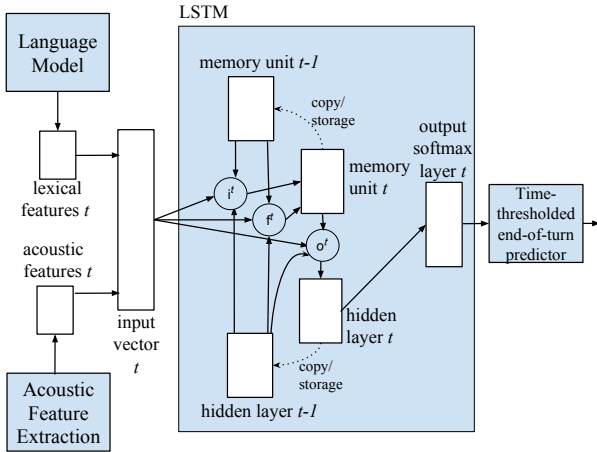 LSTM
Language
Model
lexical
features t
acoustic
features t
Acoustic
Feature
Extraction
input
vector
t
memory unit t-1
copy/
storage
memory
unit t
i^t
f^t
o^t
hidden
layer t
copy/
storage
hidden layer t-1
output
softmax
layer t
Time-
thresholded
end-of-turn
predictor